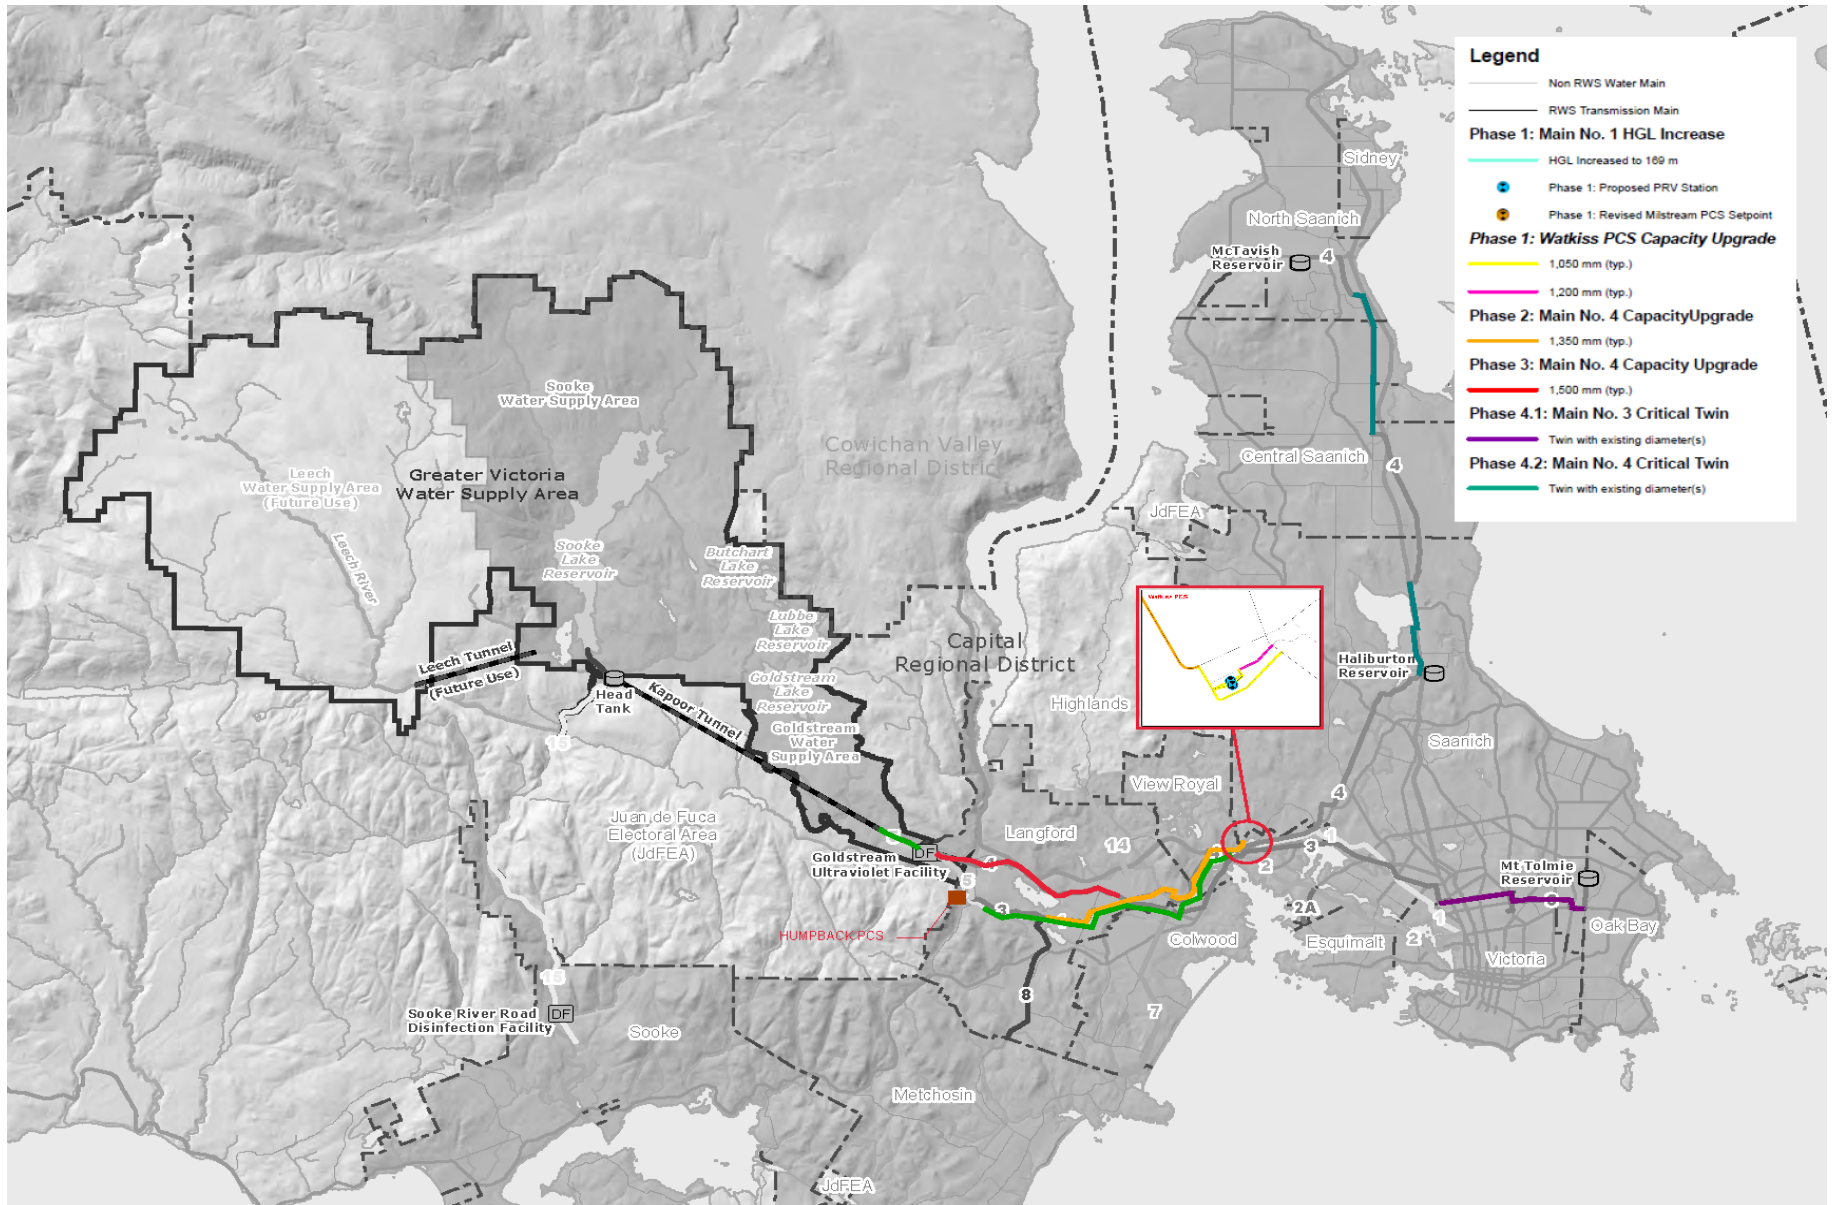 Legend
Non RWS Water Main
RWS Transmission Main
Phase 1: Main No. 1 HGL Increase
HGL Increased to 169 m
Phase 1: Proposed PRV Station
Phase 1: Revised Milstream PCS Setpoint
Phase 1: Watkiss PCS Capacity Upgrade
1,050 mm (typ.)
1,200 mm (typ.)
Phase 2: Main No. 4 CapacityUpgrade
1,350 mm (typ.)
Phase 3: Main No. 4 Capacity Upgrade
1,500 mm (typ.)
Phase 4.1: Main No. 3 Critical Twin
Twin with existing diameter(s)
Phase 4.2: Main No. 4 Critical Twin
Twin with existing diameter(s)
Sidney
North Saanich
McTavish
Reservoir
4
Sooke
Water Supply Area
Cowichan Valley
Regional District
Central Saanich
4
Leech
Water Supply Area
(Future Use)
Greater Victoria
Water Supply Area
JdFEA
Leech River
Sooke
Lake
Reservoir
Butchart
Lake
Reservoir
Lubbe
Lake
Reservoir
Watkiss PCS
Capital
Regional District
Leech Tunnel
(Future Use)
Haliburton
Reservoir
Head
Tank
Kapoor Tunnel
Goldstream
Lake
Reservoir
Highlands
15
Goldstream
Water
Supply Area
Saanich
View Royal
4
Juan de Fuca
Electoral Area
(JdFEA)
Langford
14
1
3
Goldstream
Ultraviolet Facility
DF
4
2
Mt Tolmie
Reservoir
5
3
2A
1
Oak Bay
HUMPBACK PCS
Colwood
Esquimalt
2
Victoria
15
8
7
Sooke River Road
Disinfection Facility
DF
Sooke
Metchosin
JdFEA